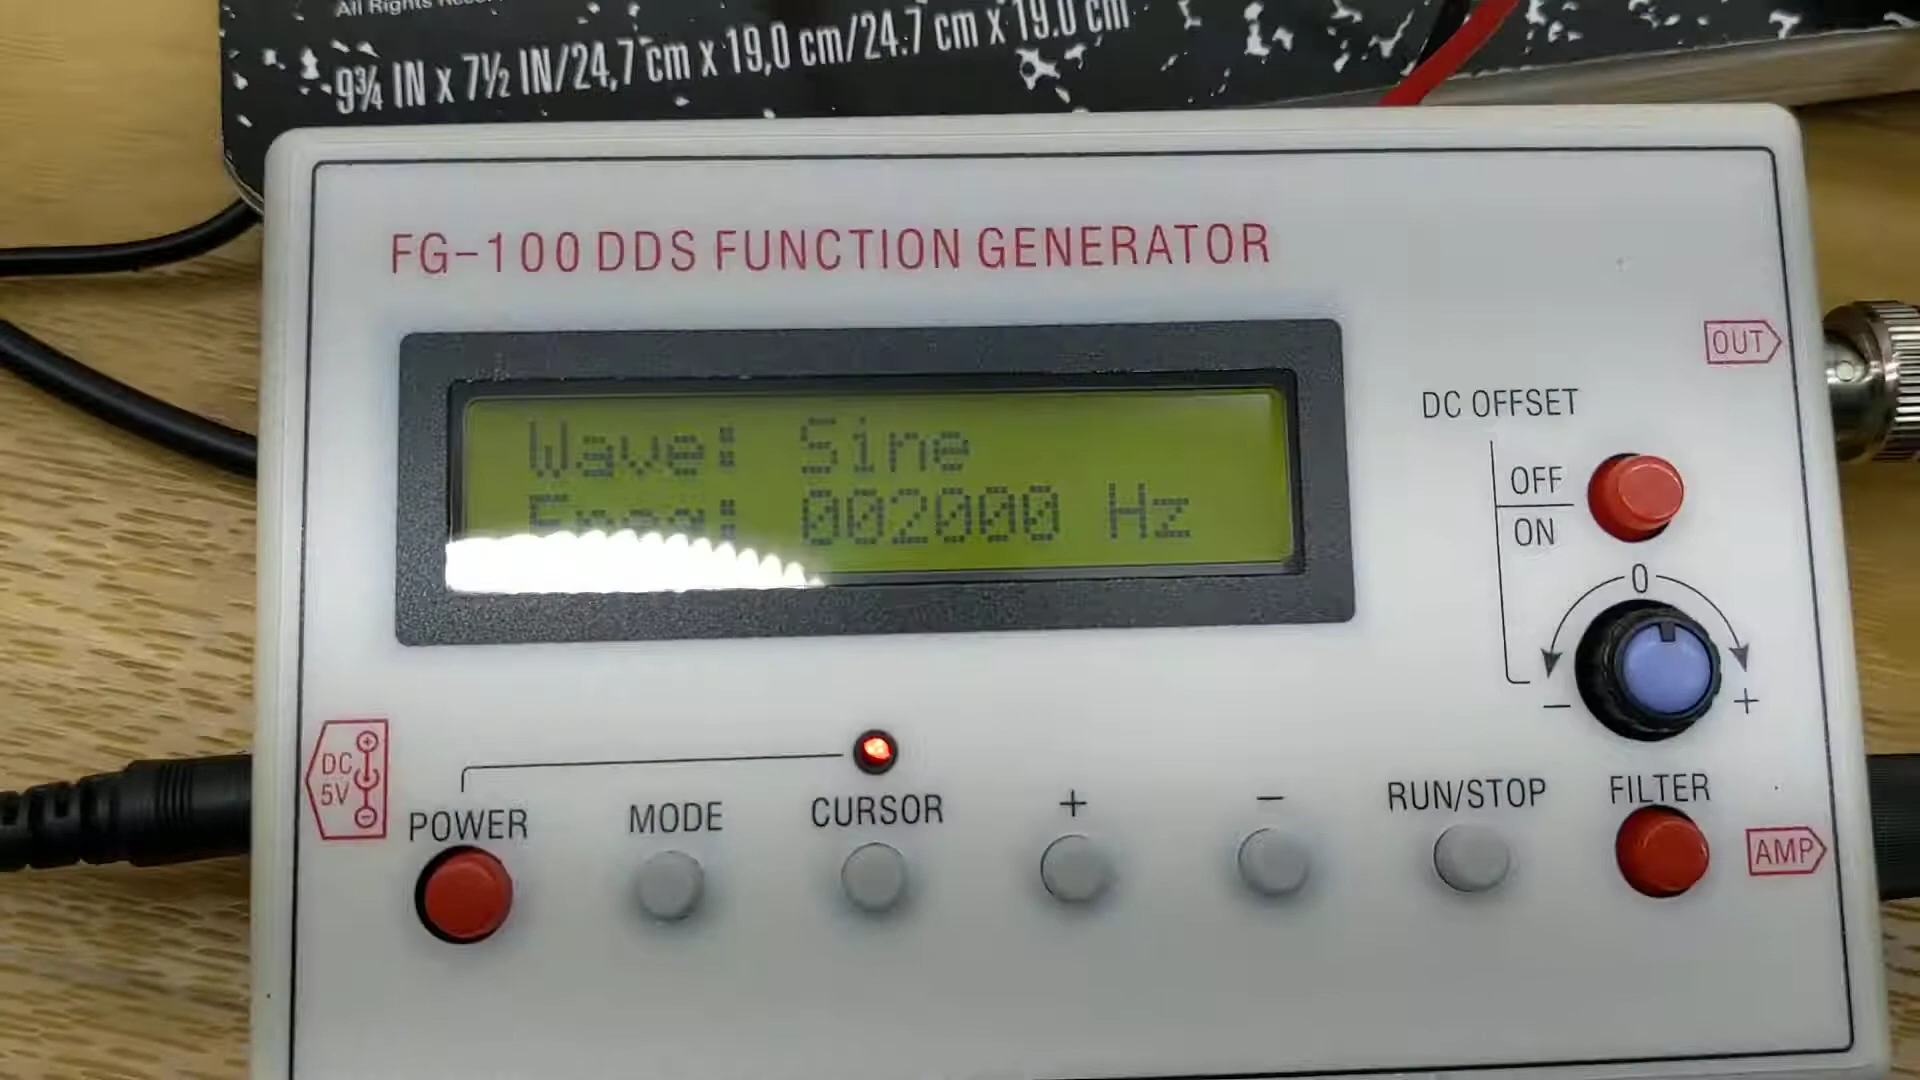 All Rights
9¾ IN x 7½ IN/24,7 cm x 19,0 cm/24.7 cm x 19.0 cm
FG-100 DDS FUNCTION GENERATOR
OUT
Wave: Sine
Freq: 002000 Hz
DC OFFSET
OFF
ON
0
− +
DC
5V
POWER
MODE
CURSOR
+
−
RUN/STOP
FILTER
AMP